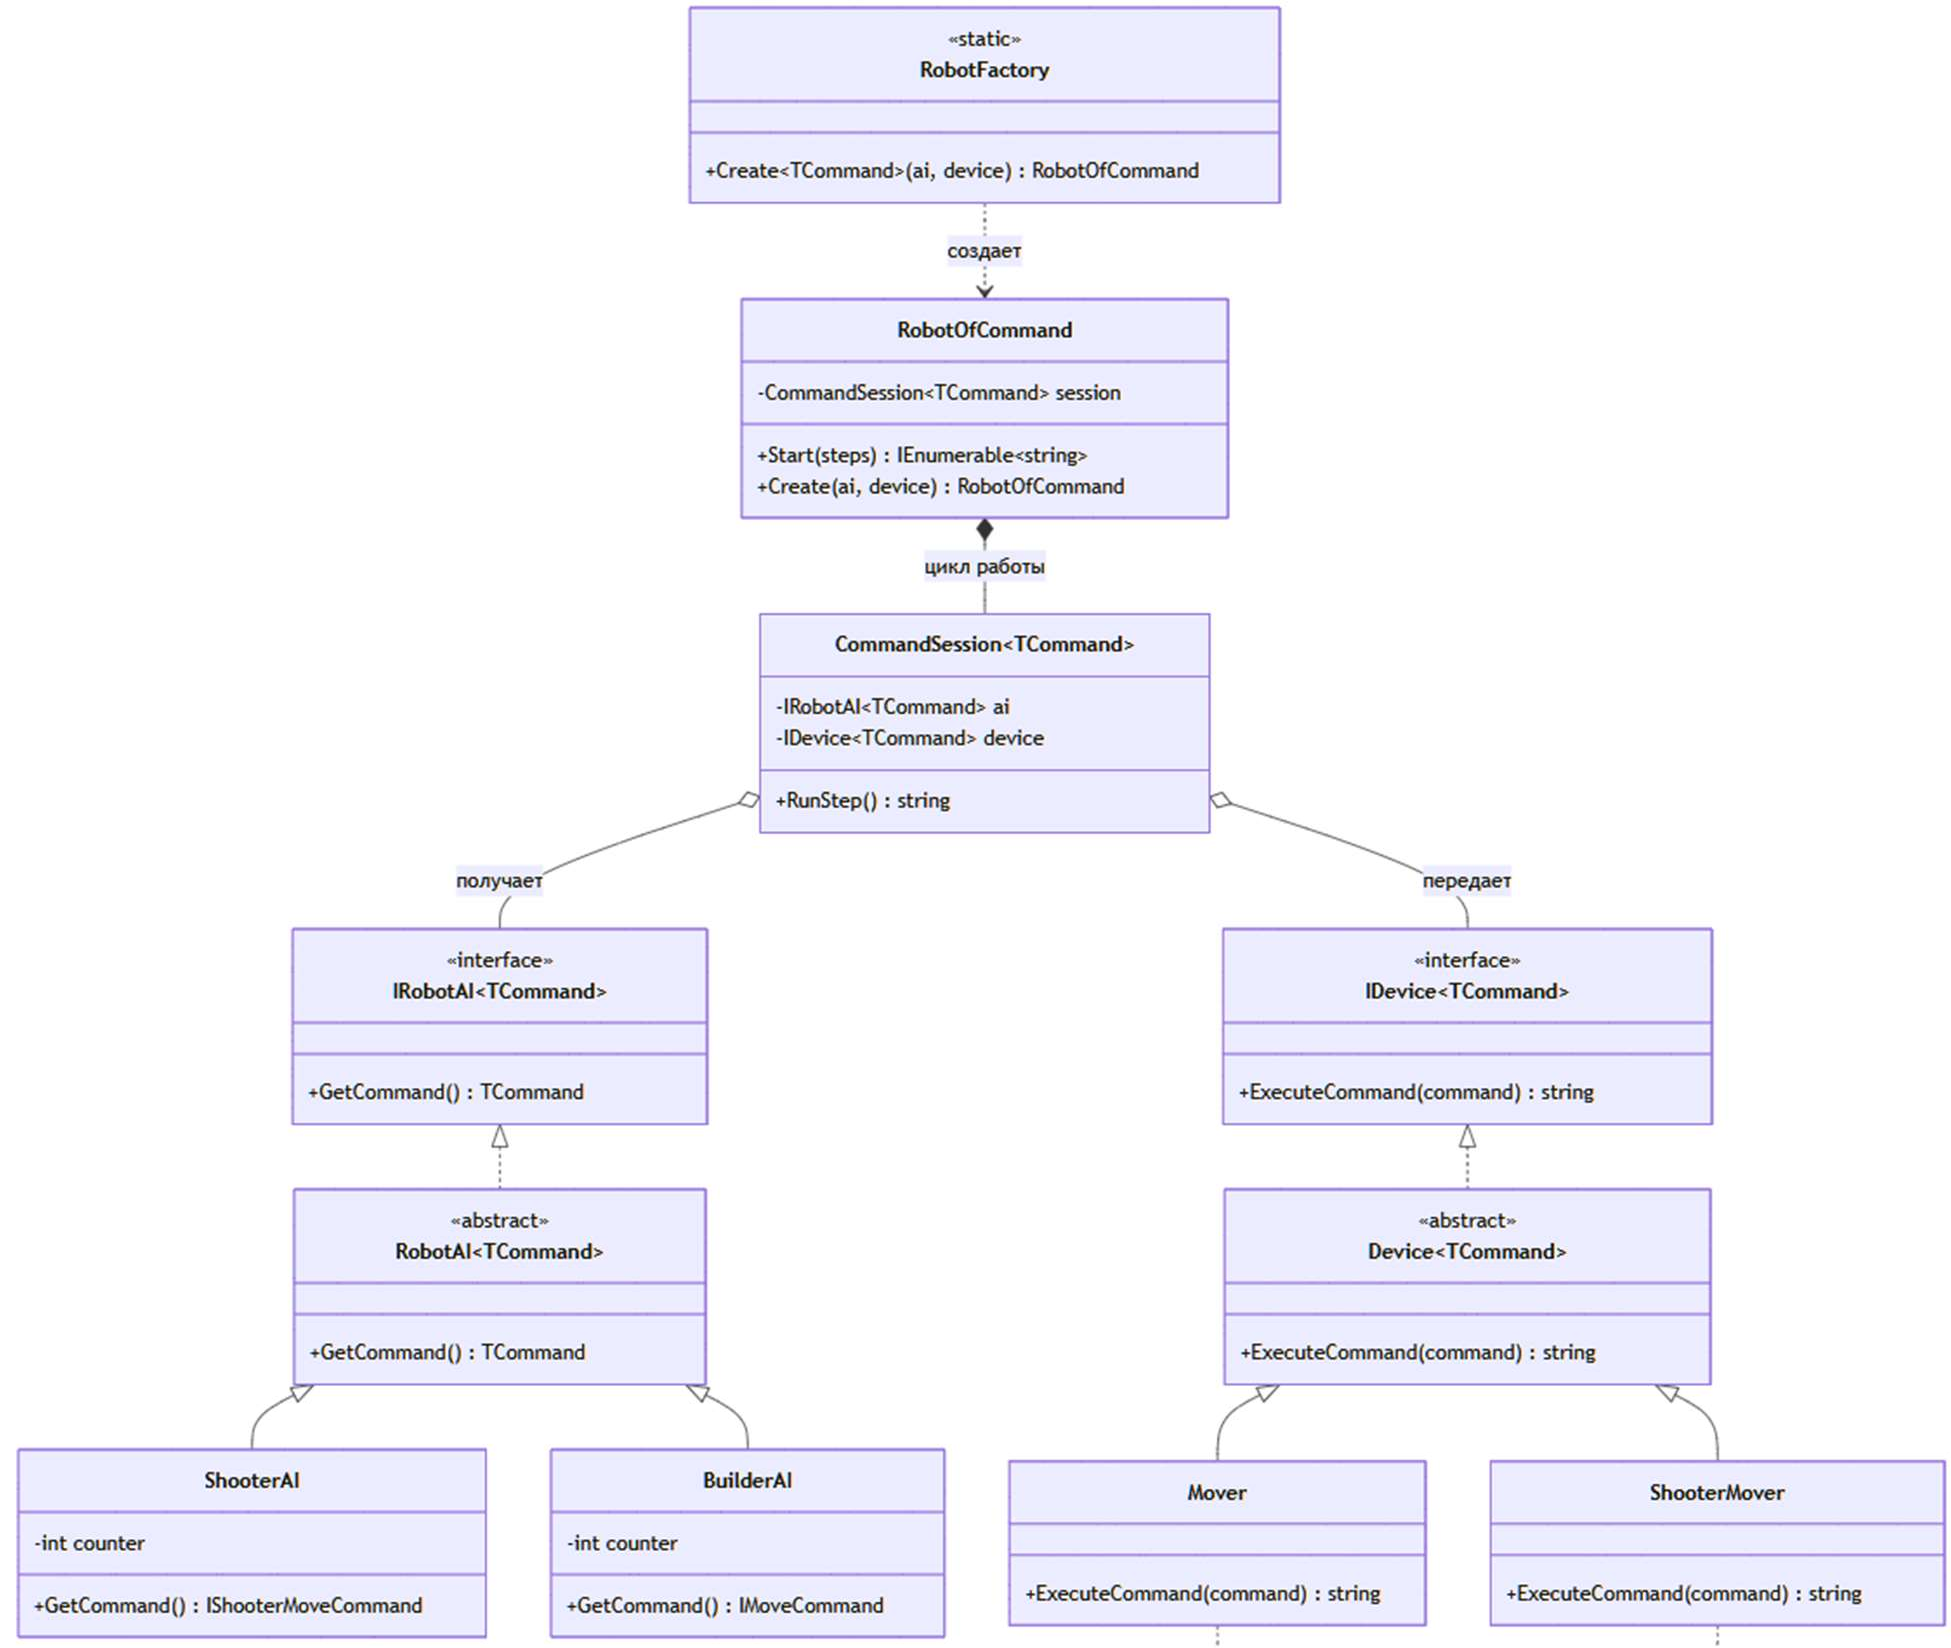 «static»
RobotFactory
+Create<TCommand>(ai, device) : RobotOfCommand
создает
RobotOfCommand
-CommandSession<TCommand> session
+Start(steps) : IEnumerable<string>
+Create(ai, device) : RobotOfCommand
цикл работы
CommandSession<TCommand>
-IRobotAI<TCommand> ai
-IDevice<TCommand> device
+RunStep() : string
получает
передает
«interface»
IRobotAI<TCommand>
+GetCommand() : TCommand
«interface»
IDevice<TCommand>
+ExecuteCommand(command) : string
«abstract»
RobotAI<TCommand>
+GetCommand() : TCommand
«abstract»
Device<TCommand>
+ExecuteCommand(command) : string
ShooterAI
-int counter
+GetCommand() : IShooterMoveCommand
BuilderAI
-int counter
+GetCommand() : IMoveCommand
Mover
+ExecuteCommand(command) : string
ShooterMover
+ExecuteCommand(command) : string